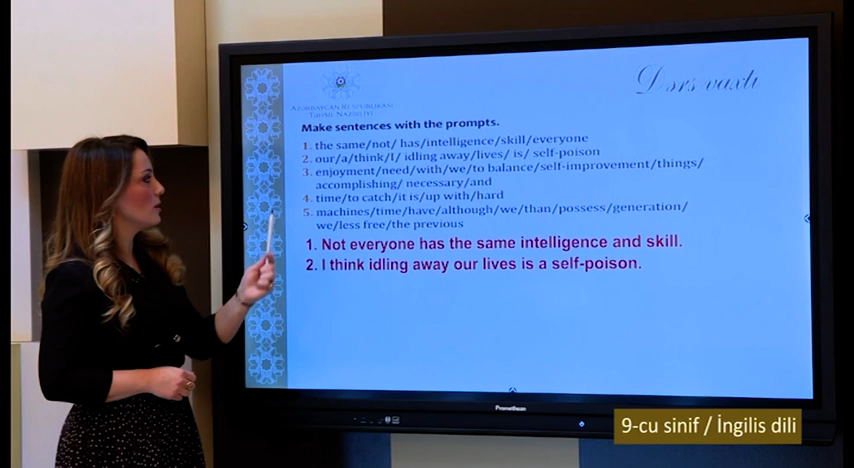 Dərs vaxtı
AZƏRBAYCAN RESPUBLİKASI
TƏHSİL NAZİRLİYİ
Make sentences with the prompts.
1. the same/not/ has/intelligence/skill/everyone
2. our/a/think/I/ idling away/lives/ is/ self-poison
3. enjoyment/need/with/we/to balance/self-improvement/things/
accomplishing/ necessary/and
4. time/to catch/it is/up with/hard
5. machines/time/have/although/we/than/possess/generation/
we/less free/the previous
1. Not everyone has the same intelligence and skill.
2. I think idling away our lives is a self-poison.
Promethean
9-cu sinif / İngilis dili